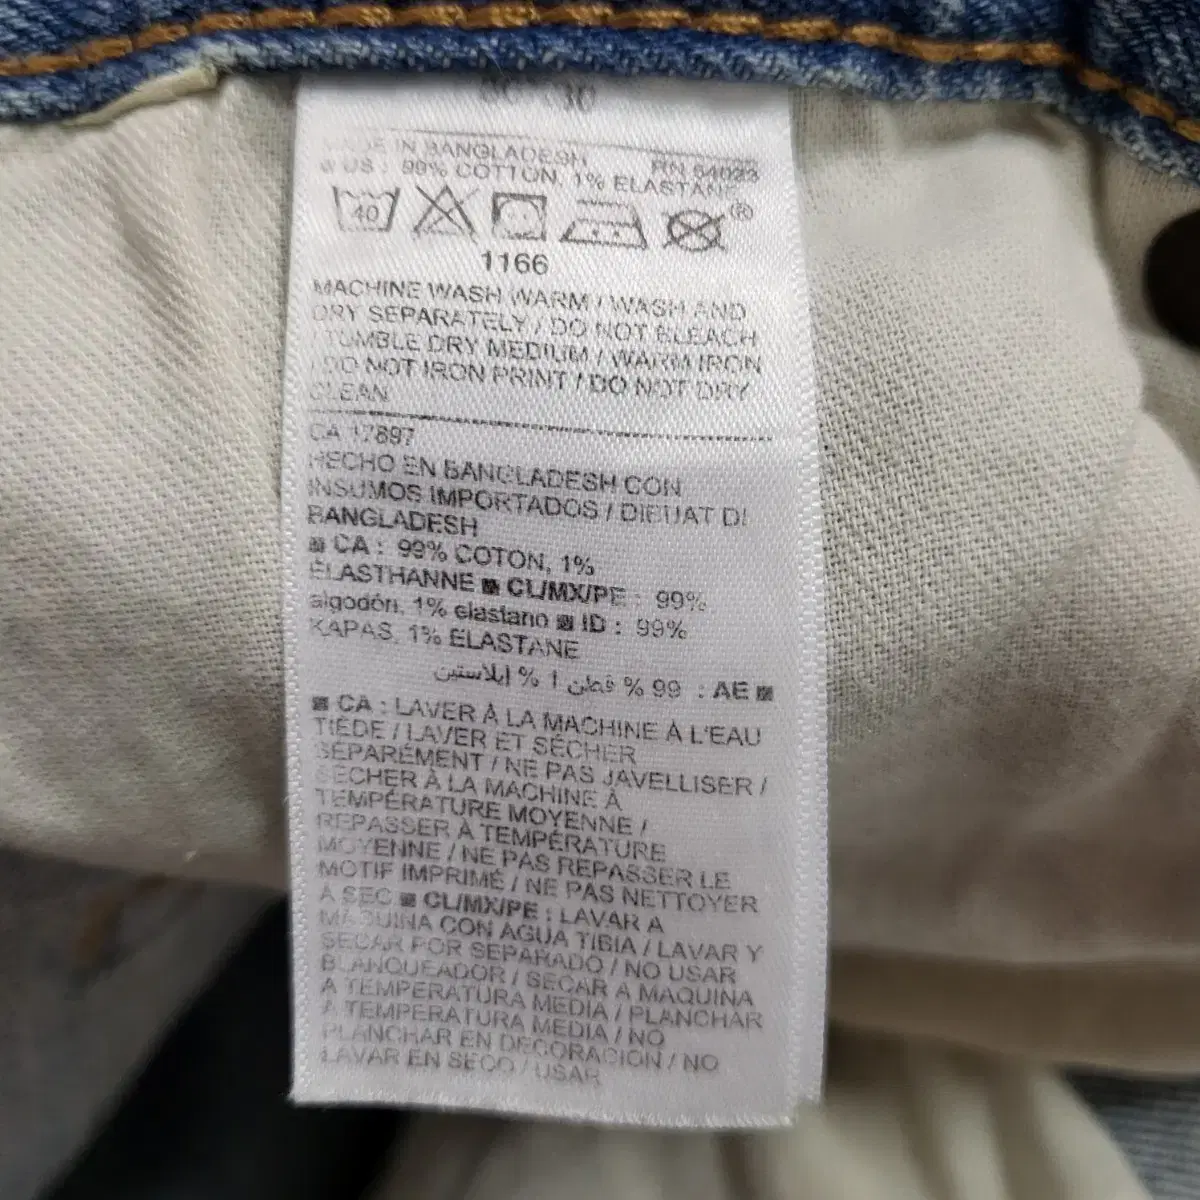 MADE IN BANGLADESH RN 54023
US : 99% COTTON, 1% ELASTANE
40 ®
1166
MACHINE WASH WARM / WASH AND
DRY SEPARATELY / DO NOT BLEACH
/ TUMBLE DRY MEDIUM / WARM IRON
/ DO NOT IRON PRINT / DO NOT DRY
CLEAN
CA 17897
HECHO EN BANGLADESH CON
INSUMOS IMPORTADOS / DIBUAT DI
BANGLADESH
■ CA : 99% COTON, 1%
ÉLASTHANNE ■ CL/MX/PE : 99%
algodón, 1% elastano ■ ID : 99%
KAPAS, 1% ELASTANE
■ AE : 99 % قطن 1 % إيلاستين
■ CA : LAVER À LA MACHINE À L'EAU
TIÈDE / LAVER ET SÉCHER
SÉPARÉMENT / NE PAS JAVELLISER /
SÉCHER À LA MACHINE À
TEMPÉRATURE MOYENNE /
REPASSER À TEMPÉRATURE
MOYENNE / NE PAS REPASSER LE
MOTIF IMPRIMÉ / NE PAS NETTOYER
À SEC ■ CL/MX/PE : LAVAR A
MAQUINA CON AGUA TIBIA / LAVAR Y
SECAR POR SEPARADO / NO USAR
BLANQUEADOR / SECAR A MAQUINA
A TEMPERATURA MEDIA / PLANCHAR
A TEMPERATURA MEDIA / NO
PLANCHAR EN DECORACION / NO
LAVAR EN SECO / USAR